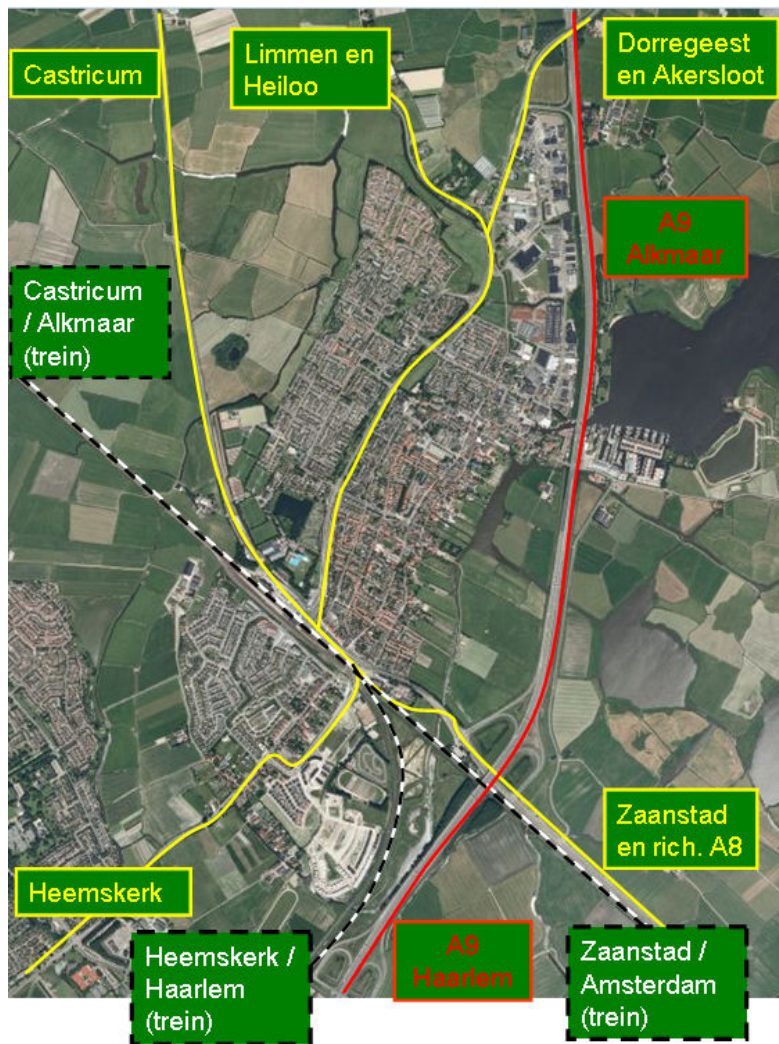 Castricum
Limmen en
Heiloo
Dorregeest
en Akersloot
A9
Alkmaar
Castricum
/ Alkmaar
(trein)
Zaanstad
en rich. A8
Heemskerk
Heemskerk /
Haarlem
(trein)
A9
Haarlem
Zaanstad /
Amsterdam
(trein)